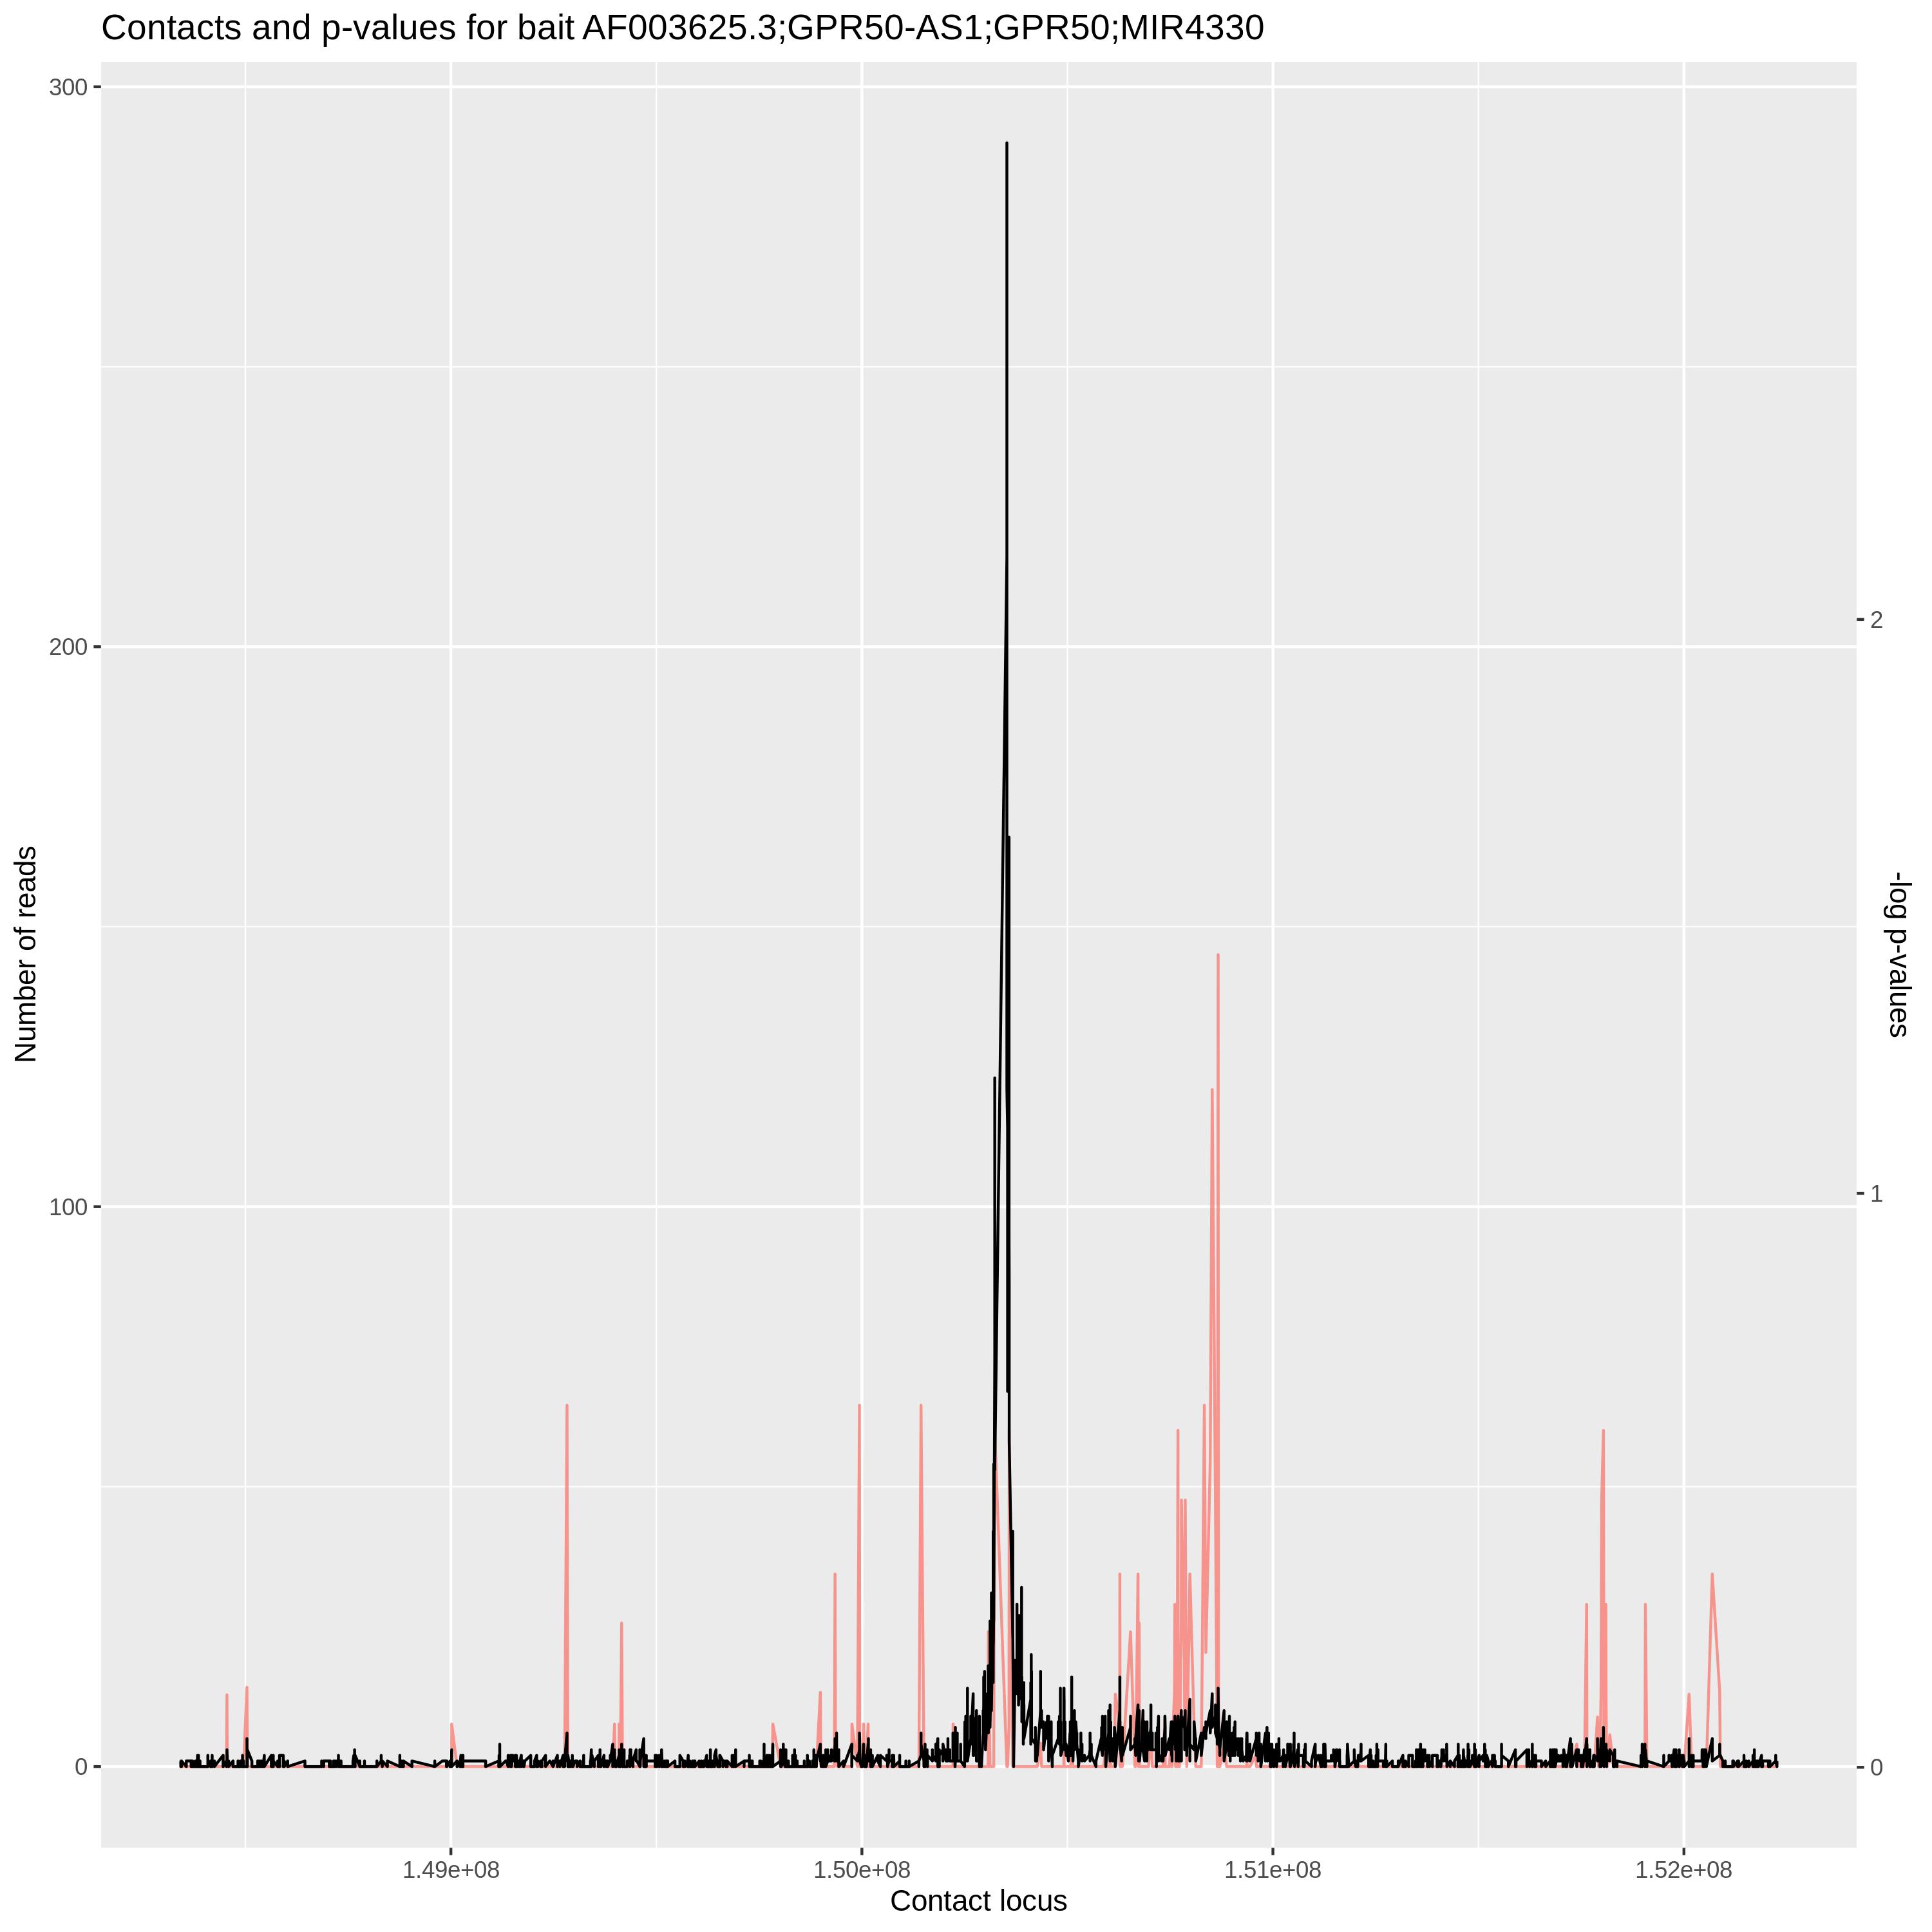 Contacts and p-values for bait AF003625.3;GPR50-AS1;GPR50;MIR4330
300
200
100
0
Number of reads
2
1
0
-log p-values
1.49e+08
1.50e+08
1.51e+08
1.52e+08
Contact locus